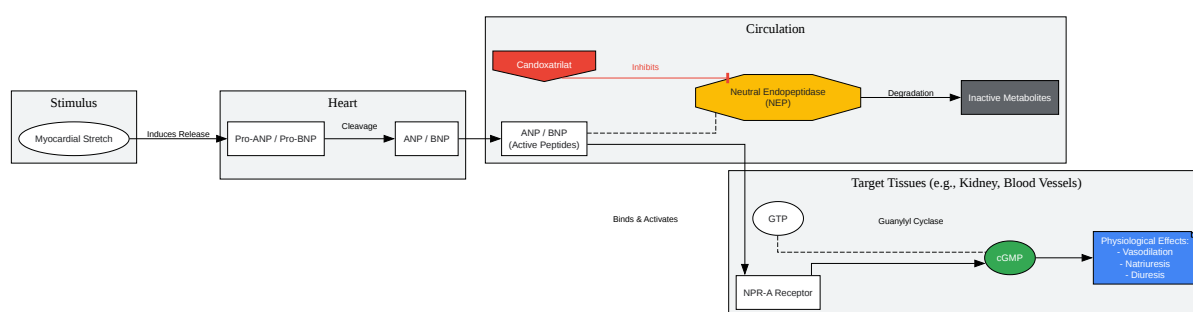 Circulation
Candoxatrilat
Inhibits
Neutral Endopeptidase
(NEP)
Degradation
Inactive Metabolites
Stimulus
Myocardial Stretch
Induces Release
Heart
Pro-ANP / Pro-BNP
Cleavage
ANP / BNP
ANP / BNP
(Active Peptides)
Binds & Activates
Target Tissues (e.g., Kidney, Blood Vessels)
GTP
Guanylyl Cyclase
NPR-A Receptor
cGMP
Physiological Effects:
- Vasodilation
- Natriuresis
- Diuresis